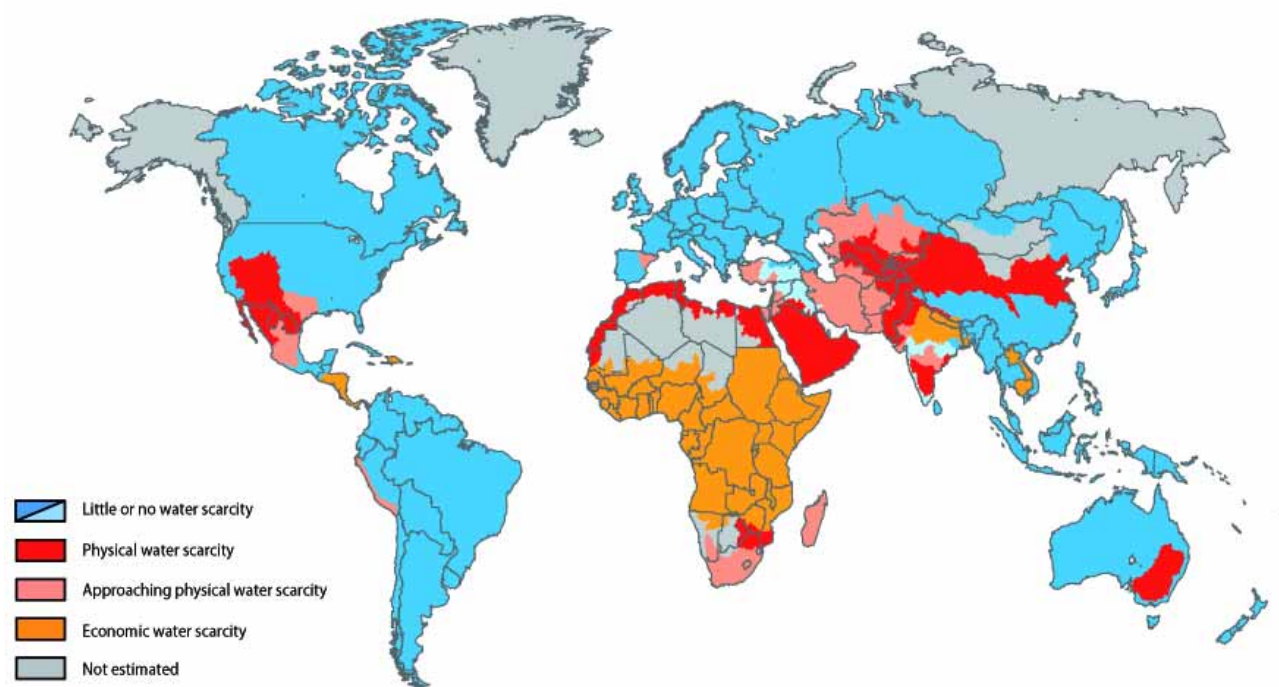 Little or no water scarcity
Physical water scarcity
Approaching physical water scarcity
Economic water scarcity
Not estimated